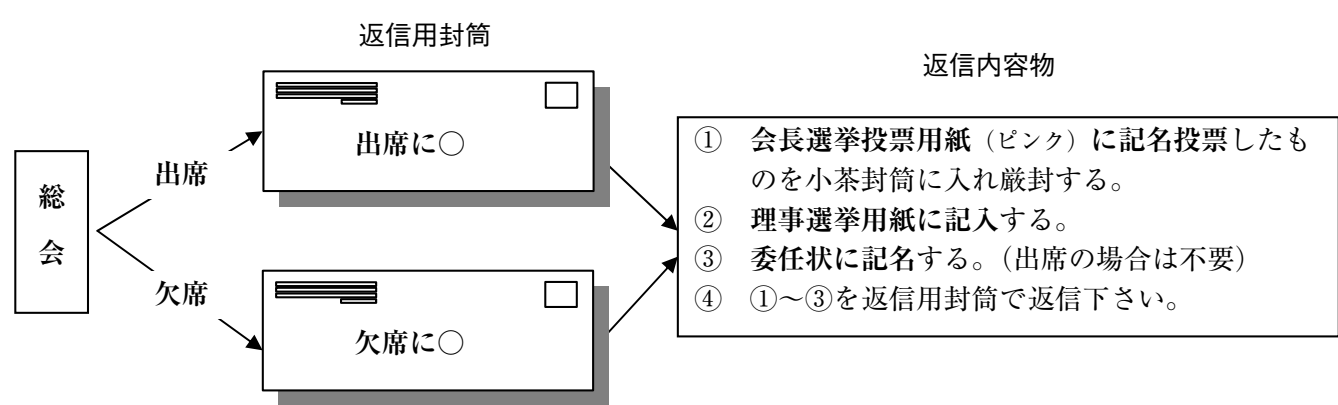 返信用封筒
返信内容物
総会
出席
欠席
出席に○
欠席に○
① 会長選挙投票用紙（ピンク）に記名投票したも
のを小茶封筒に入れ厳封する。
② 理事選挙用紙に記入する。
③ 委任状に記名する。（出席の場合は不要）
④ ①～③を返信用封筒で返信下さい。